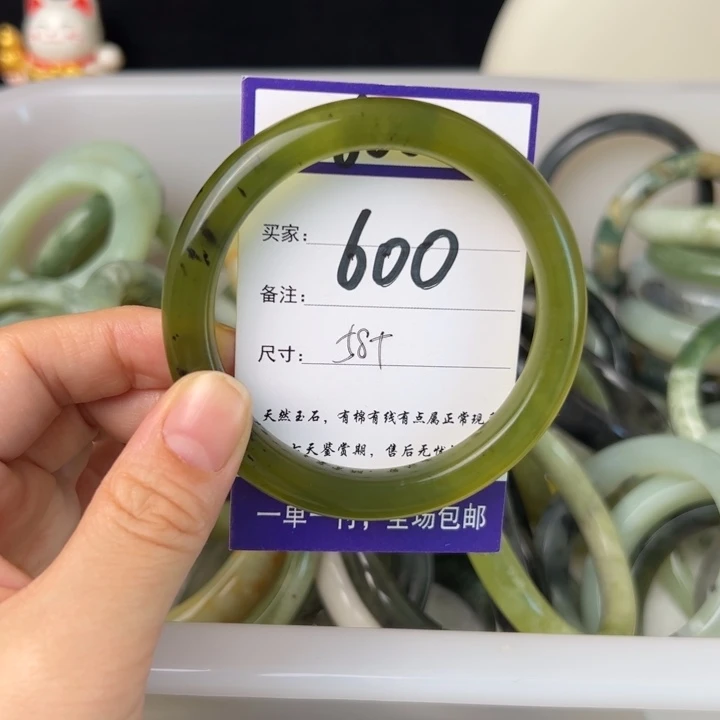 买家: 600
备注:
尺寸: 58+
天然玉石，有棉有线有点属正常现
七天鉴赏期，售后无忧
一单一付，全场包邮